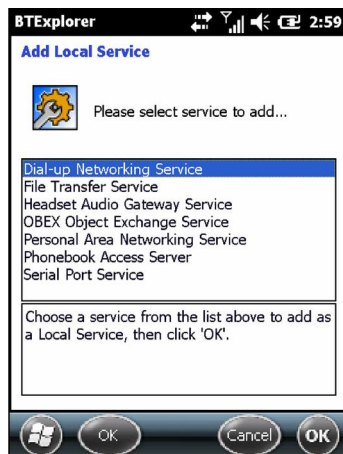 BTExplorer 2:59
Add Local Service
Please select service to add...
Dial-up Networking Service
File Transfer Service
Headset Audio Gateway Service
OBEX Object Exchange Service
Personal Area Networking Service
Phonebook Access Server
Serial Port Service
Choose a service from the list above to add as
a Local Service, then click 'OK'.
OK Cancel OK